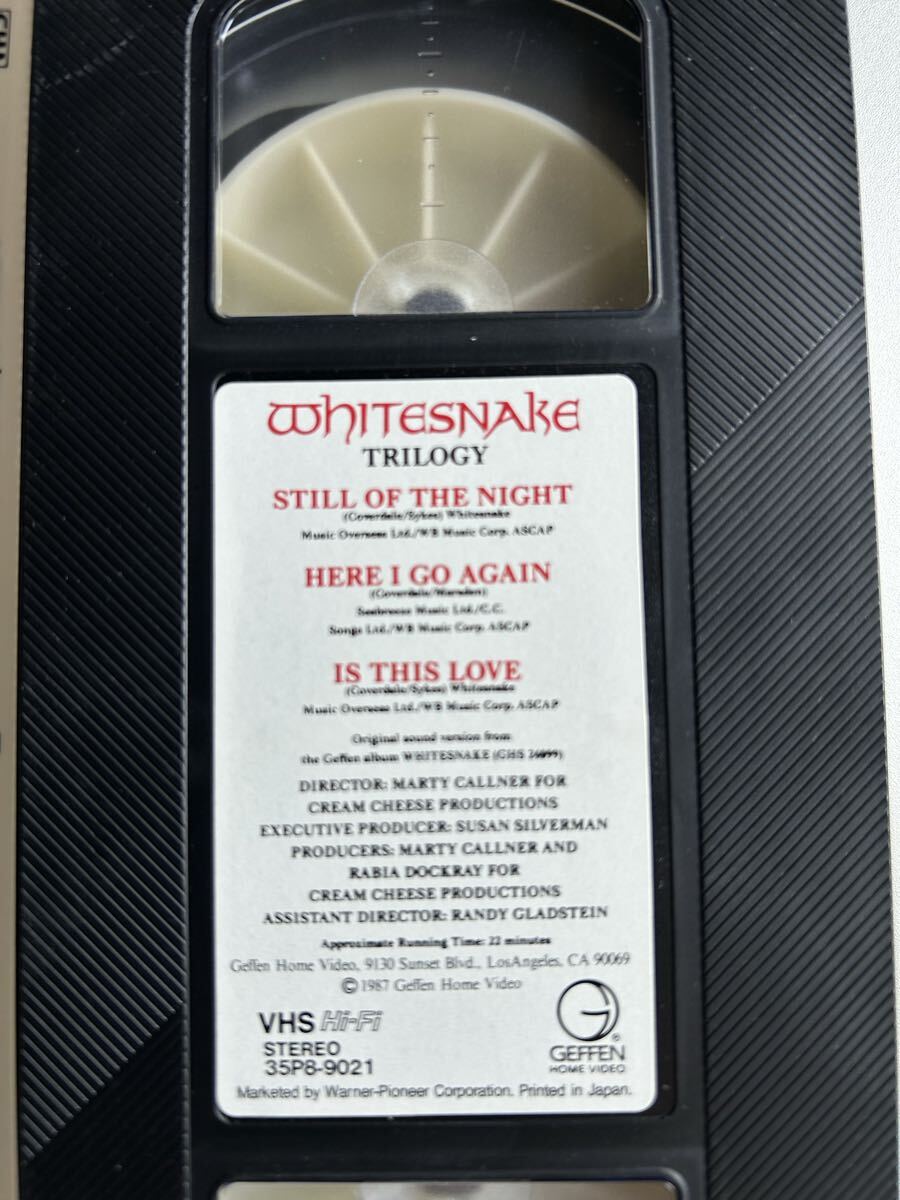 WHITESNAKE
TRILOGY
STILL OF THE NIGHT
(Coverdale/Sykes) Whitesnake
Music Overseas Ltd./WB Music Corp. ASCAP
HERE I GO AGAIN
(Coverdale/Marsden)
Seabreeze Music Ltd./C.C.
Songs Ltd./WB Music Corp. ASCAP
IS THIS LOVE
(Coverdale/Sykes) Whitesnake
Music Overseas Ltd./WB Music Corp. ASCAP
Original sound version from
the Geffen album WHITESNAKE (GHS 24099)
DIRECTOR: MARTY CALLNER FOR
CREAM CHEESE PRODUCTIONS
EXECUTIVE PRODUCER: SUSAN SILVERMAN
PRODUCERS: MARTY CALLNER AND
RABIA DOCKRAY FOR
CREAM CHEESE PRODUCTIONS
ASSISTANT DIRECTOR: RANDY GLADSTEIN
Approximate Running Time: 22 minutes
Geffen Home Video, 9130 Sunset Blvd., LosAngeles, CA 90069
©1987 Geffen Home Video
VHS Hi-Fi
STEREO
35P8-9021
GEFFEN
HOME VIDEO
Marketed by Warner-Pioneer Corporation. Printed in Japan.